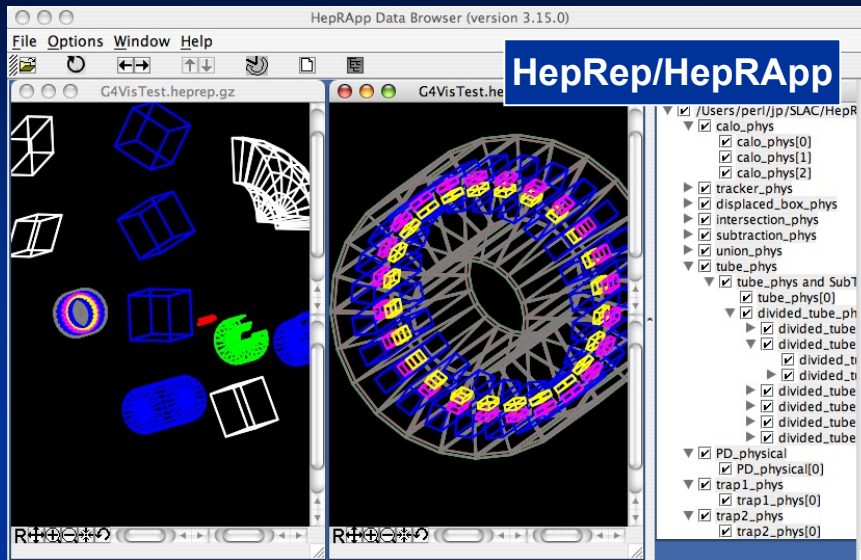 HepRApp Data Browser (version 3.15.0)
File Options Window Help
HepRep/HepRApp
G4VisTest.heprep.gz
G4VisTest.he
/Users/perl/jp/SLAC/HepR
calo_phys
calo_phys[0]
calo_phys[1]
calo_phys[2]
tracker_phys
displaced_box_phys
intersection_phys
subtraction_phys
union_phys
tube_phys
tube_phys and SubT
tube_phys[0]
divided_tube_ph
divided_tube
divided_tube
divided_tu
divided_tu
divided_tube
divided_tube
divided_tube
divided_tube
PD_physical
PD_physical[0]
trap1_phys
trap1_phys[0]
trap2_phys
trap2_phys[0]
R
R